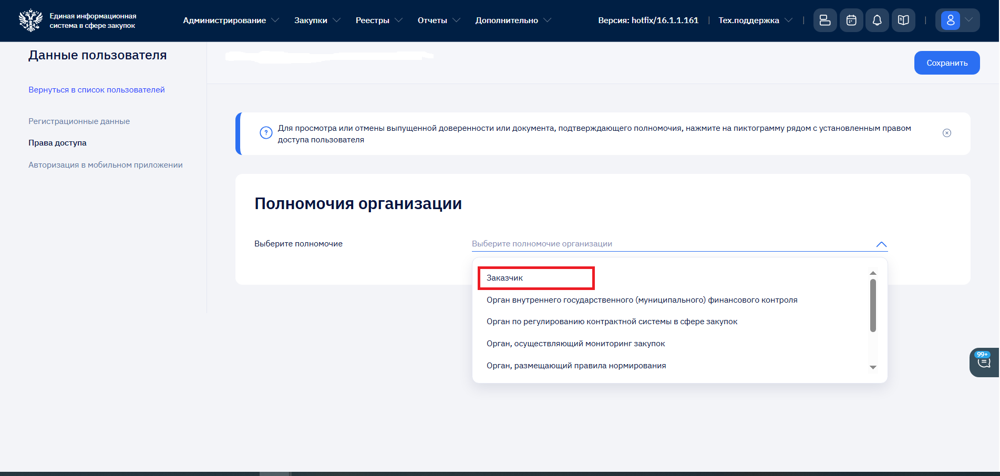 Единая информационная
система в сфере закупок
Администрирование Закупки Реестры Отчеты Дополнительно Версия: hotfix/16.1.1.161 | Тех.поддержка
Данные пользователя
Сохранить
Вернуться в список пользователей
Регистрационные данные
Права доступа
Авторизация в мобильном приложении
Для просмотра или отмены выпущенной доверенности или документа, подтверждающего полномочия, нажмите на пиктограмму рядом с установленным правом
доступа пользователя
Полномочия организации
Выберите полномочие Выберите полномочие организации
Заказчик
Орган внутреннего государственного (муниципального) финансового контроля
Орган по регулированию контрактной системы в сфере закупок
Орган, осуществляющий мониторинг закупок
Орган, размещающий правила нормирования
99+